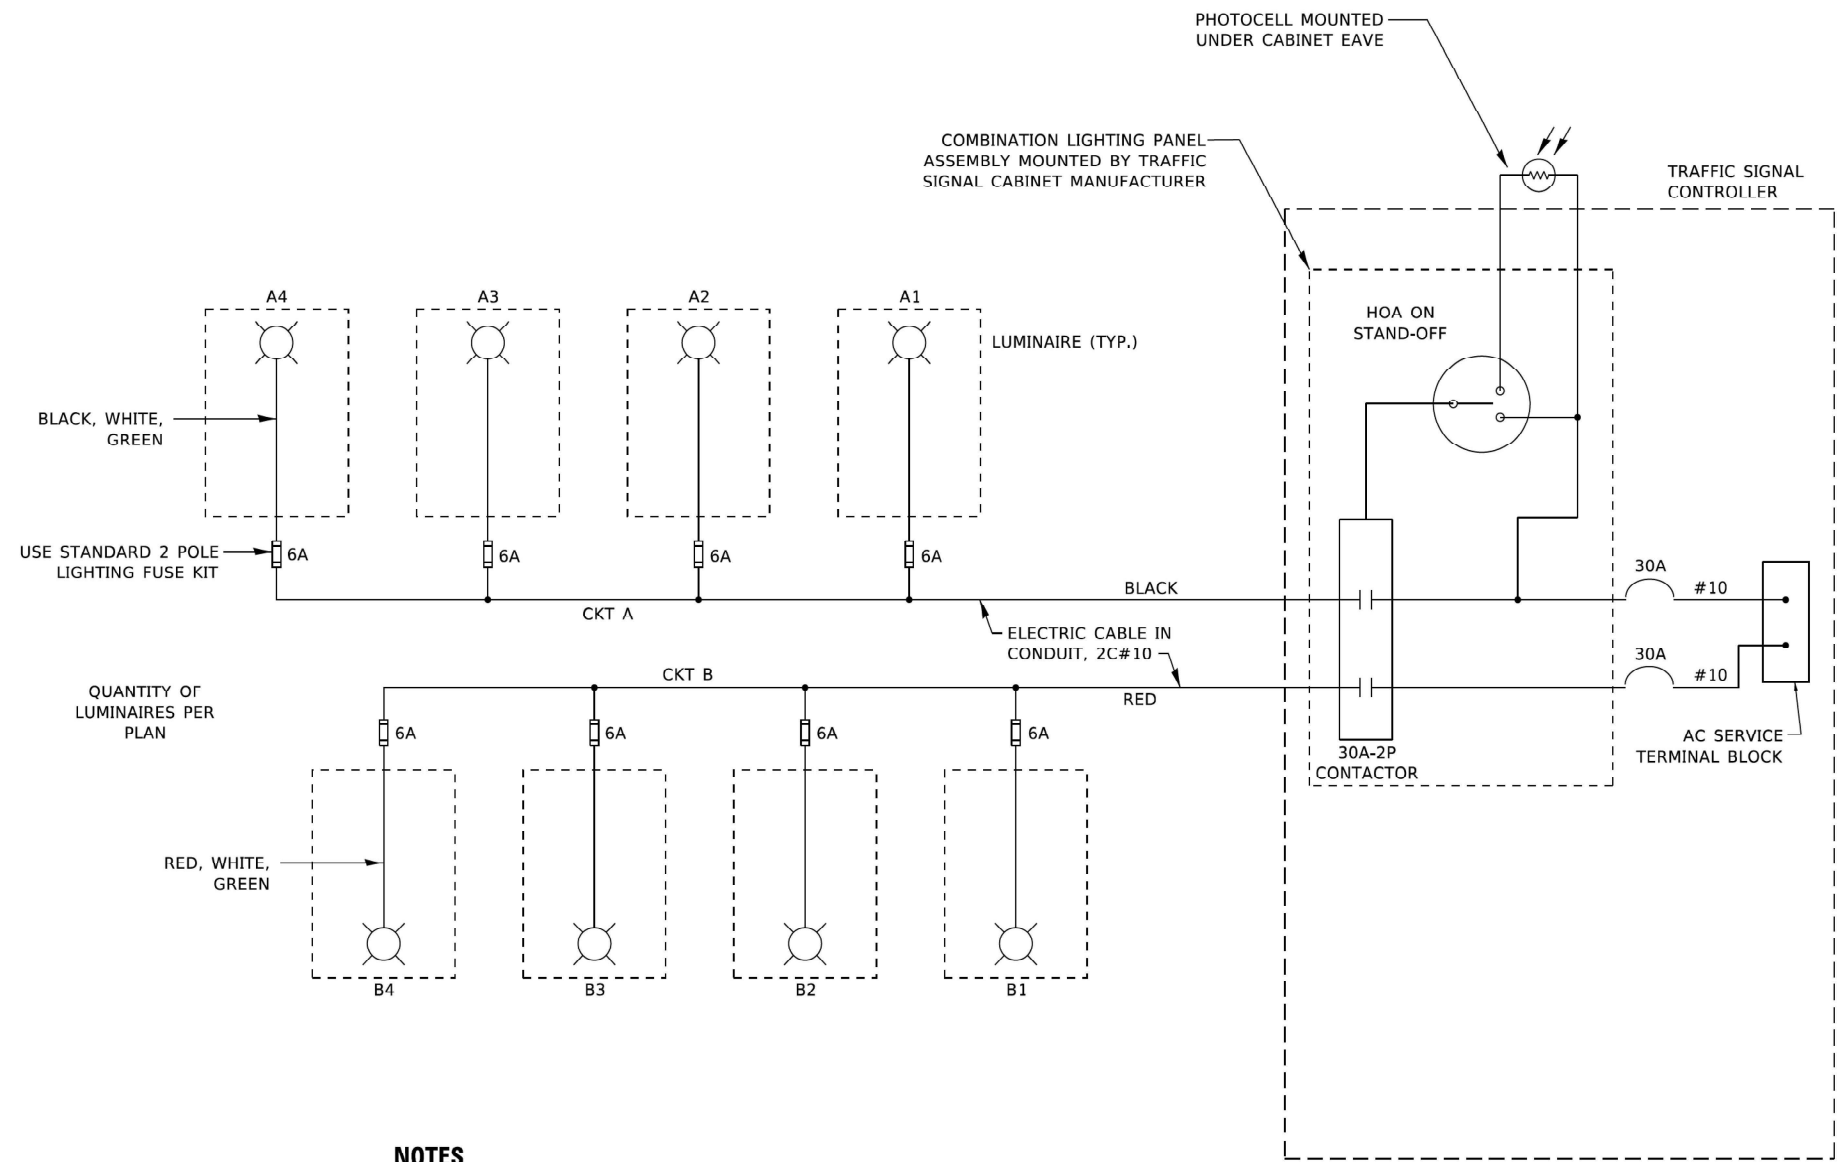 PHOTOCELL MOUNTED
UNDER CABINET EAVE
COMBINATION LIGHTING PANEL
ASSEMBLY MOUNTED BY TRAFFIC
SIGNAL CABINET MANUFACTURER
TRAFFIC SIGNAL
CONTROLLER
A4
A3
A2
A1
HOA ON
STAND-OFF
LUMINAIRE (TYP.)
BLACK, WHITE,
GREEN
USE STANDARD 2 POLE
LIGHTING FUSE KIT
6A
6A
6A
6A
30A
#10
BLACK
CKT A
ELECTRIC CABLE IN
CONDUIT, 2C#10
30A
#10
CKT B
RED
QUANTITY OF
LUMINAIRES PER
PLAN
6A
6A
6A
6A
AC SERVICE
TERMINAL BLOCK
30A-2P
CONTACTOR
RED, WHITE,
GREEN
B4
B3
B2
B1
NOTES